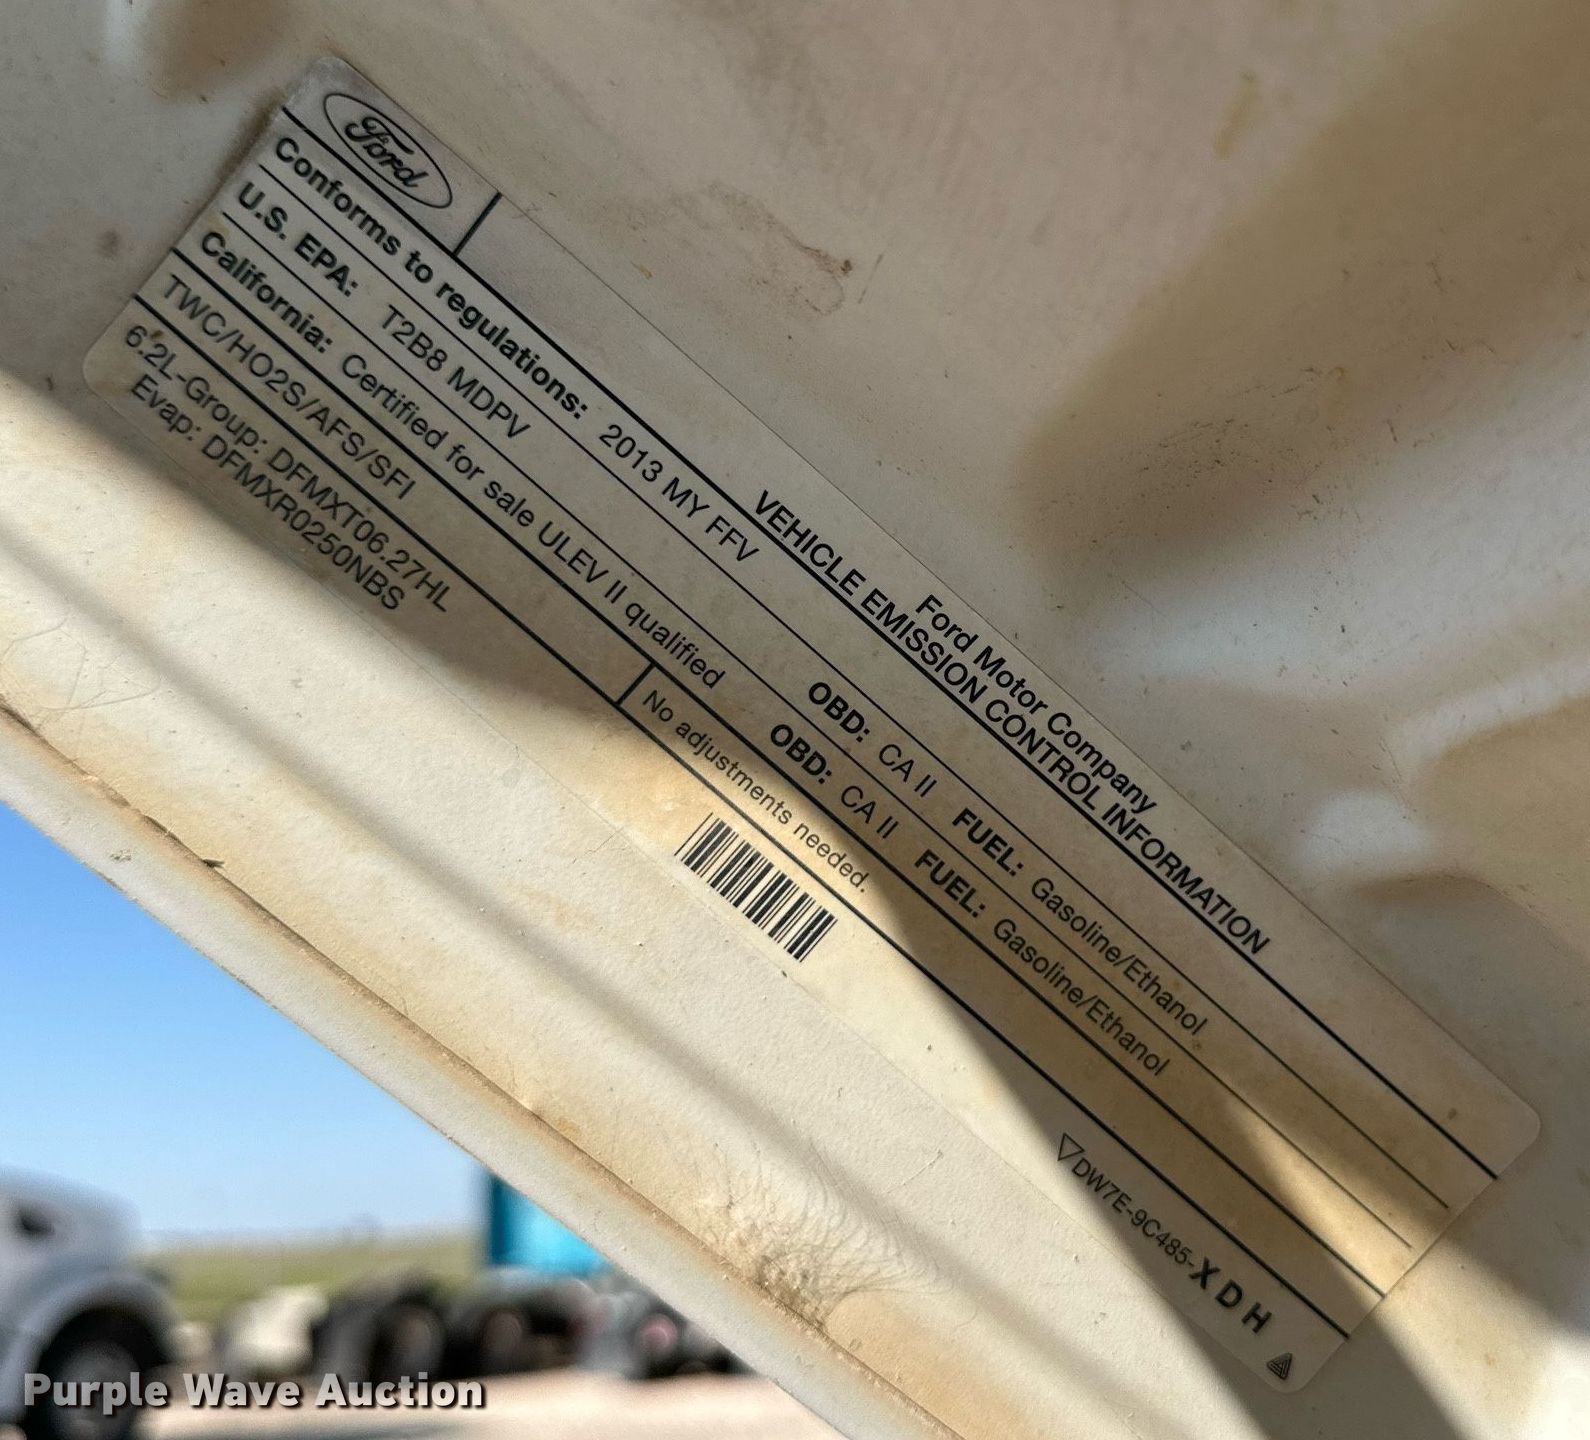 Ford
Ford Motor Company
VEHICLE EMISSION CONTROL INFORMATION
Conforms to regulations: 2013 MY FFV
U.S. EPA: T2B8 MDPV OBD: CA II FUEL: Gasoline/Ethanol
California: Certified for sale ULEV II qualified OBD: CA II FUEL: Gasoline/Ethanol
TWC/HO2S/AFS/SFI No adjustments needed.
6.2L-Group: DFMXT06.27HL
Evap: DFMXR0250NBS
DW7E-9C485-XDH
Purple Wave Auction